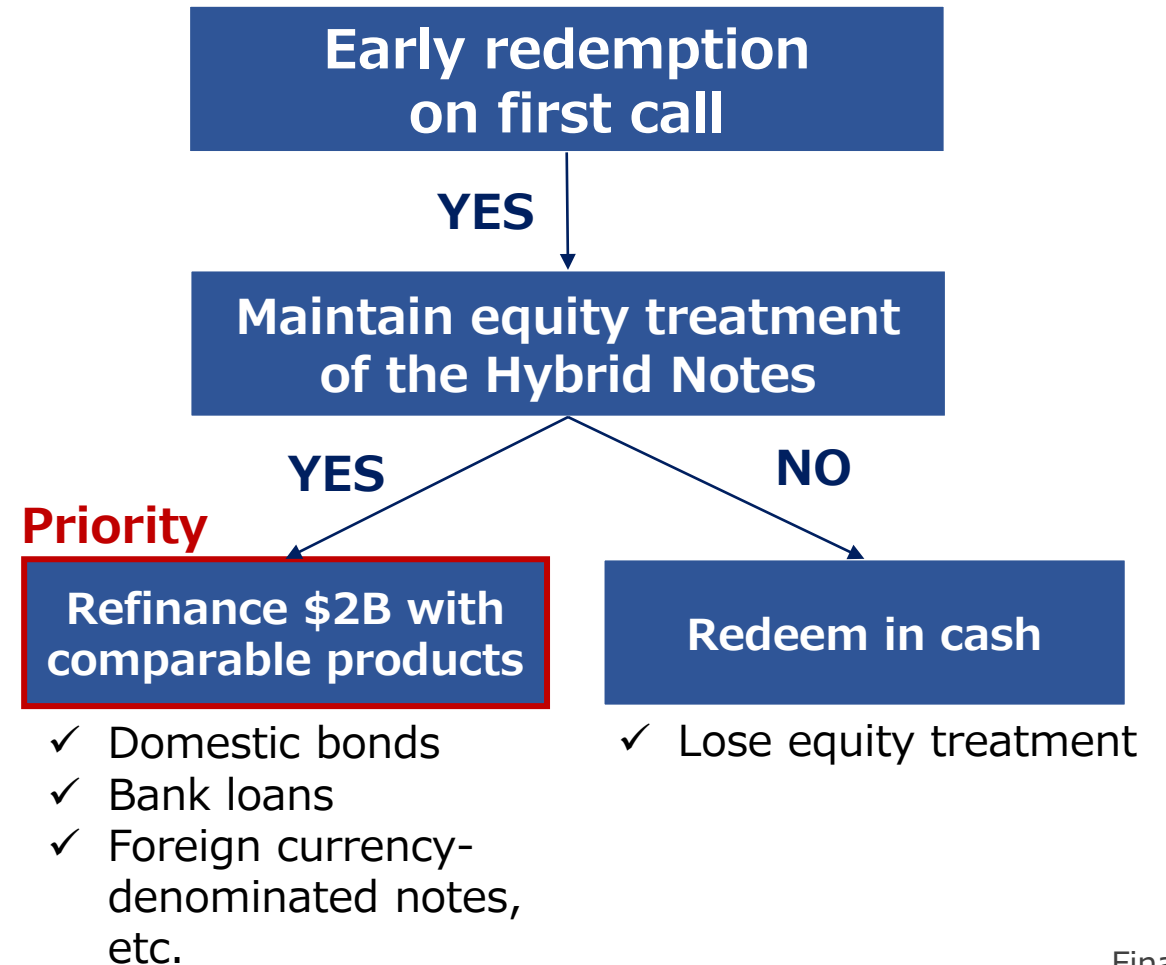 Early redemption
on first call
YES
Maintain equity treatment
of the Hybrid Notes
YES
NO
Priority
Refinance $2B with
comparable products
Redeem in cash
✓ Domestic bonds
✓ Bank loans
✓ Foreign currency-
denominated notes,
etc.
✓ Lose equity treatment
Fina